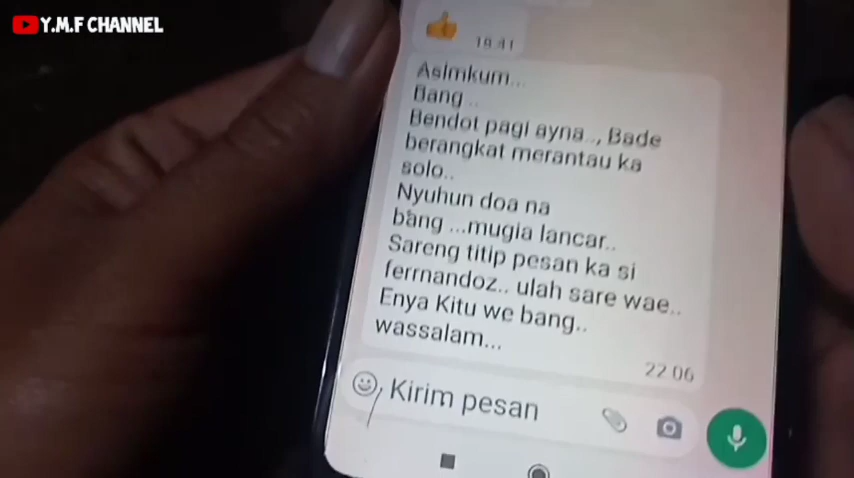 Y.M.F CHANNEL
19.41
Aslmkum...
Bang...
Bendot pagi ayna.., Bade
berangkat merantau ka
solo..
Nyuhun doa na
bang ...mugia lancar..
Sareng titip pesan ka si
ferrnandoz.. ulah sare wae..
Enya Kitu we bang..
wassalam...
22.06
Kirim pesan